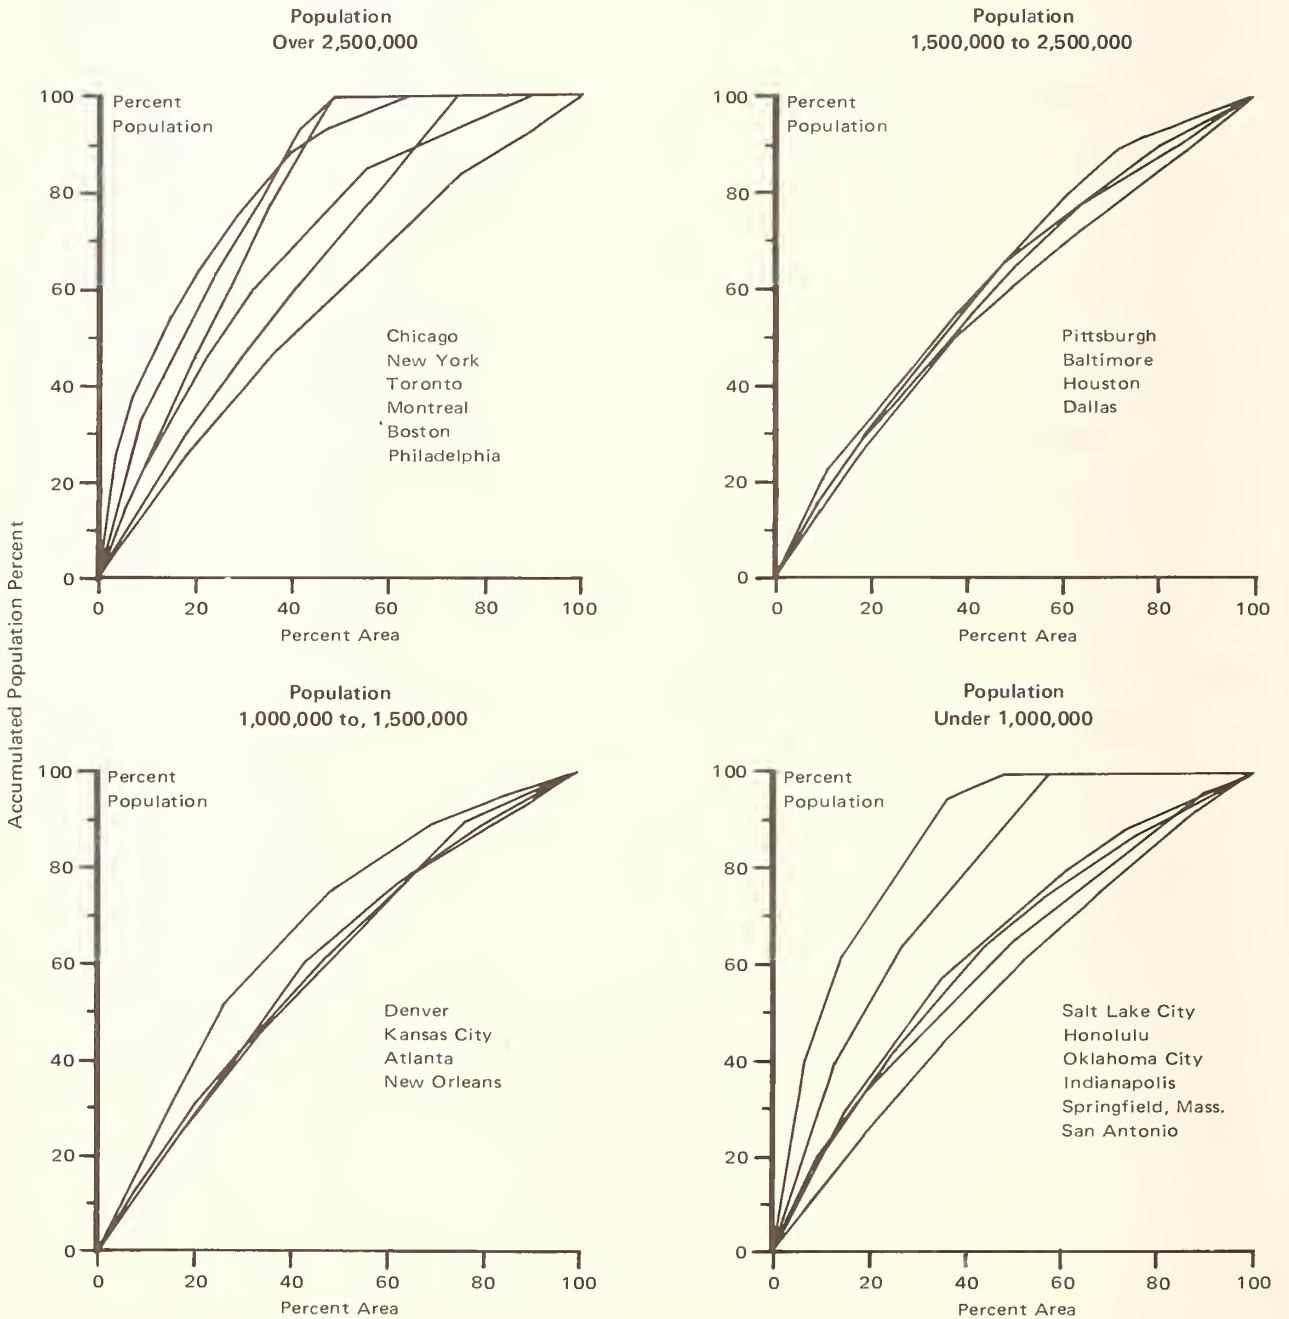 Population
Over 2,500,000
Population
1,500,000 to 2,500,000
Accumulated Population Percent
100
80
60
40
20
0
Percent
Population
Chicago
New York
Toronto
Montreal
Boston
Philadelphia
0 20 40 60 80 100
Percent Area
100
80
60
40
20
0
Percent
Population
Pittsburgh
Baltimore
Houston
Dallas
0 20 40 60 80 100
Percent Area
Population
1,000,000 to, 1,500,000
Population
Under 1,000,000
100
80
60
40
20
0
Percent
Population
Denver
Kansas City
Atlanta
New Orleans
0 20 40 60 80 100
Percent Area
100
80
60
40
20
0
Percent
Population
Salt Lake City
Honolulu
Oklahoma City
Indianapolis
Springfield, Mass.
San Antonio
0 20 40 60 80 100
Percent Area